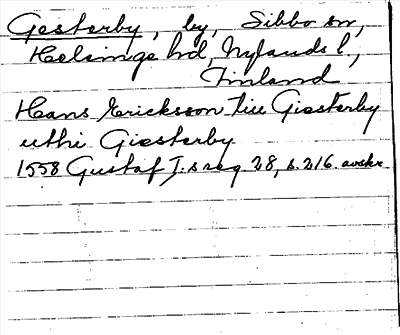 Gesterby, by, Sibbo sn,
Helsinge hd, Nylands l.,
Finland
Hans Ericksson till Giesterby
uthi Giesterby
1558 Gustaf I.s reg 28, s. 216. avskr.